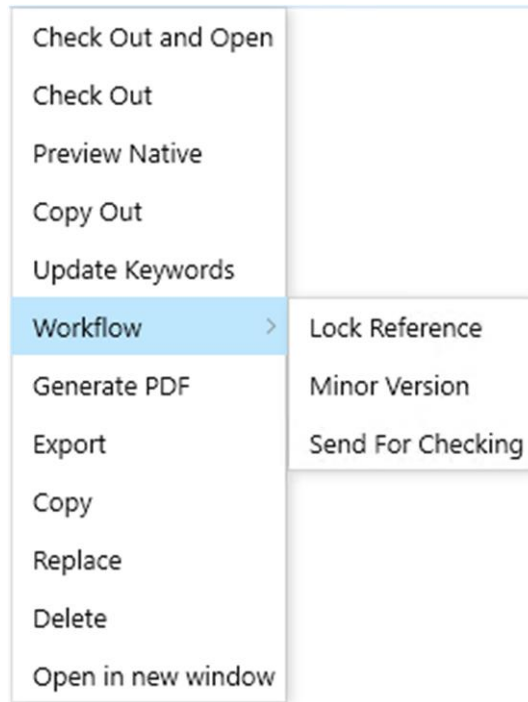 Check Out and Open
Check Out
Preview Native
Copy Out
Update Keywords
Workflow
Lock Reference
Generate PDF
Minor Version
Export
Send For Checking
Copy
Replace
Delete
Open in new window